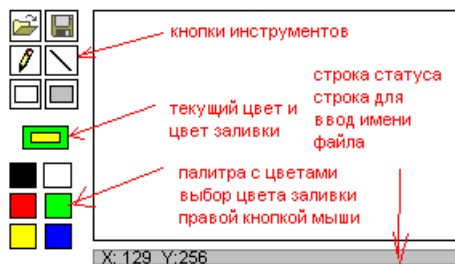 кнопки инструментов
строка статуса
строка для
ввод имени
файла
текущий цвет и
цвет заливки
палитра с цветами
выбор цвета заливки
правой кнопкой мыши
X: 129 Y:256